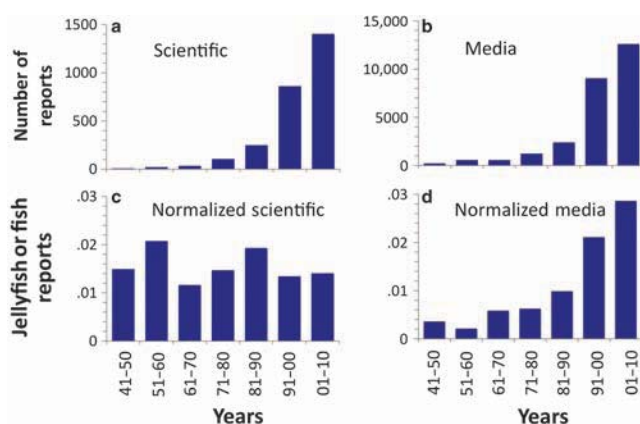 a
Scientific
Number of
reports
1500
1000
500
0
b
Media
15,000
10,000
5000
0
c
Normalized scientific
Jellyfish or fish
reports
.03
.02
.01
0
41–50
51–60
61–70
71–80
81–90
91–00
01–10
Years
d
Normalized media
.03
.02
.01
0
41–50
51–60
61–70
71–80
81–90
91–00
01–10
Years